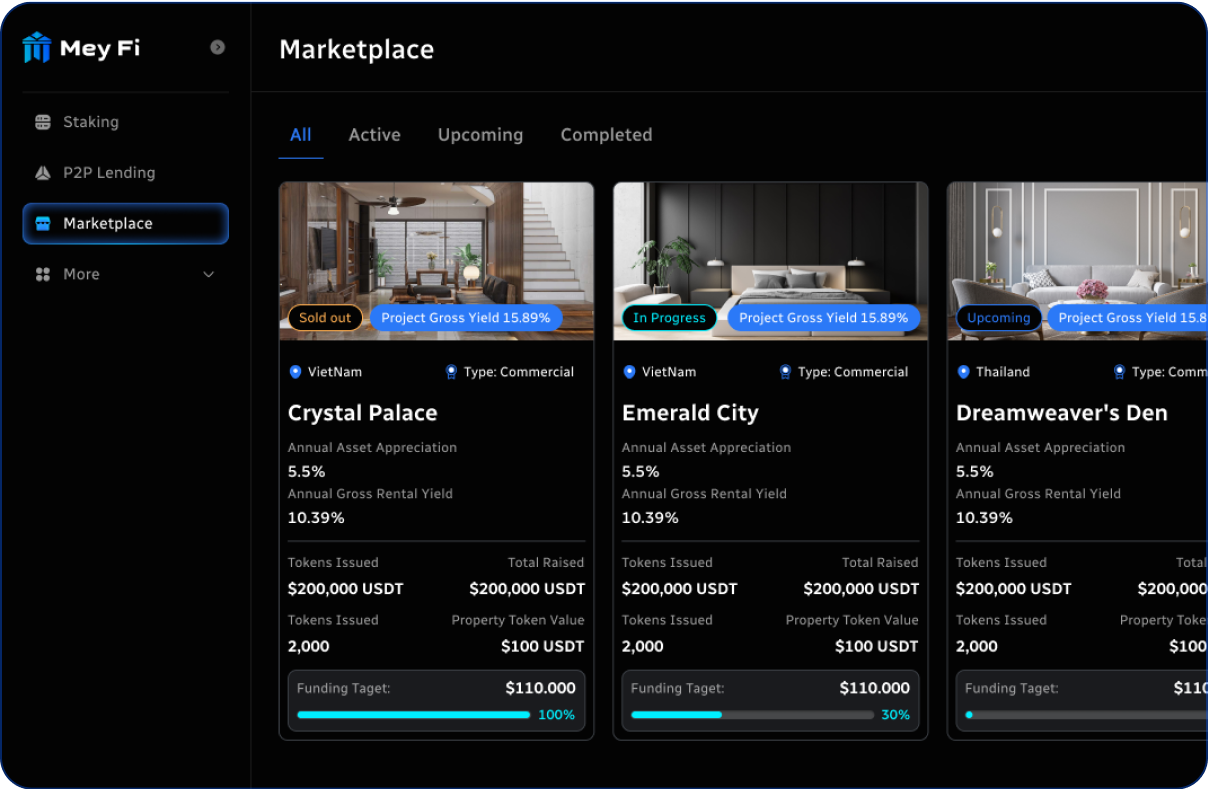 Mey Fi
Marketplace
Staking
P2P Lending
Marketplace
More
All Active Upcoming Completed
Sold out
Project Gross Yield 15.89%
VietNam
Type: Commercial
Crystal Palace
Annual Asset Appreciation
5.5%
Annual Gross Rental Yield
10.39%
Tokens Issued Total Raised
$200,000 USDT $200,000 USDT
Tokens Issued Property Token Value
2,000 $100 USDT
Funding Taget: $110.000
100%
In Progress
Project Gross Yield 15.89%
VietNam
Type: Commercial
Emerald City
Annual Asset Appreciation
5.5%
Annual Gross Rental Yield
10.39%
Tokens Issued Total Raised
$200,000 USDT $200,000 USDT
Tokens Issued Property Token Value
2,000 $100 USDT
Funding Taget: $110.000
30%
Upcoming
Project Gross Yield 15.8
Thailand
Type: Comm
Dreamweaver's Den
Annual Asset Appreciation
5.5%
Annual Gross Rental Yield
10.39%
Tokens Issued Total
$200,000 USDT $200,000
Tokens Issued Property Toke
2,000 $100
Funding Taget: $110